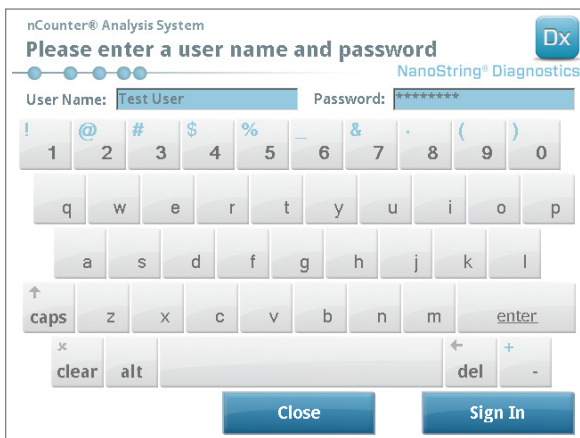 nCounter® Analysis System
Dx
Please enter a user name and password
NanoString® Diagnostics
User Name: Test User Password: ********
! @ # $ % _ & . ( )
1 2 3 4 5 6 7 8 9 0
q w e r t y u i o p
a s d f g h j k l
caps z x c v b n m enter
x + 
clear alt del -
Close Sign In